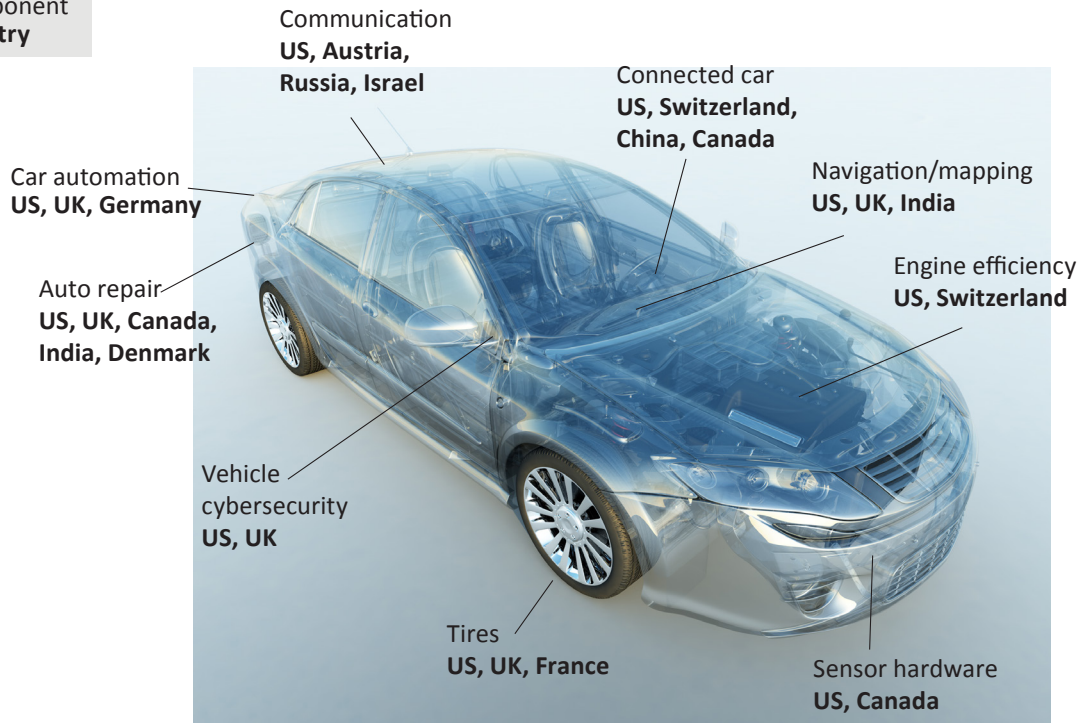 Communication
US, Austria,
Russia, Israel
Connected car
US, Switzerland,
China, Canada
Navigation/mapping
US, UK, India
Car automation
US, UK, Germany
Engine efficiency
US, Switzerland
Auto repair
US, UK, Canada,
India, Denmark
Vehicle
cybersecurity
US, UK
Tires
US, UK, France
Sensor hardware
US, Canada